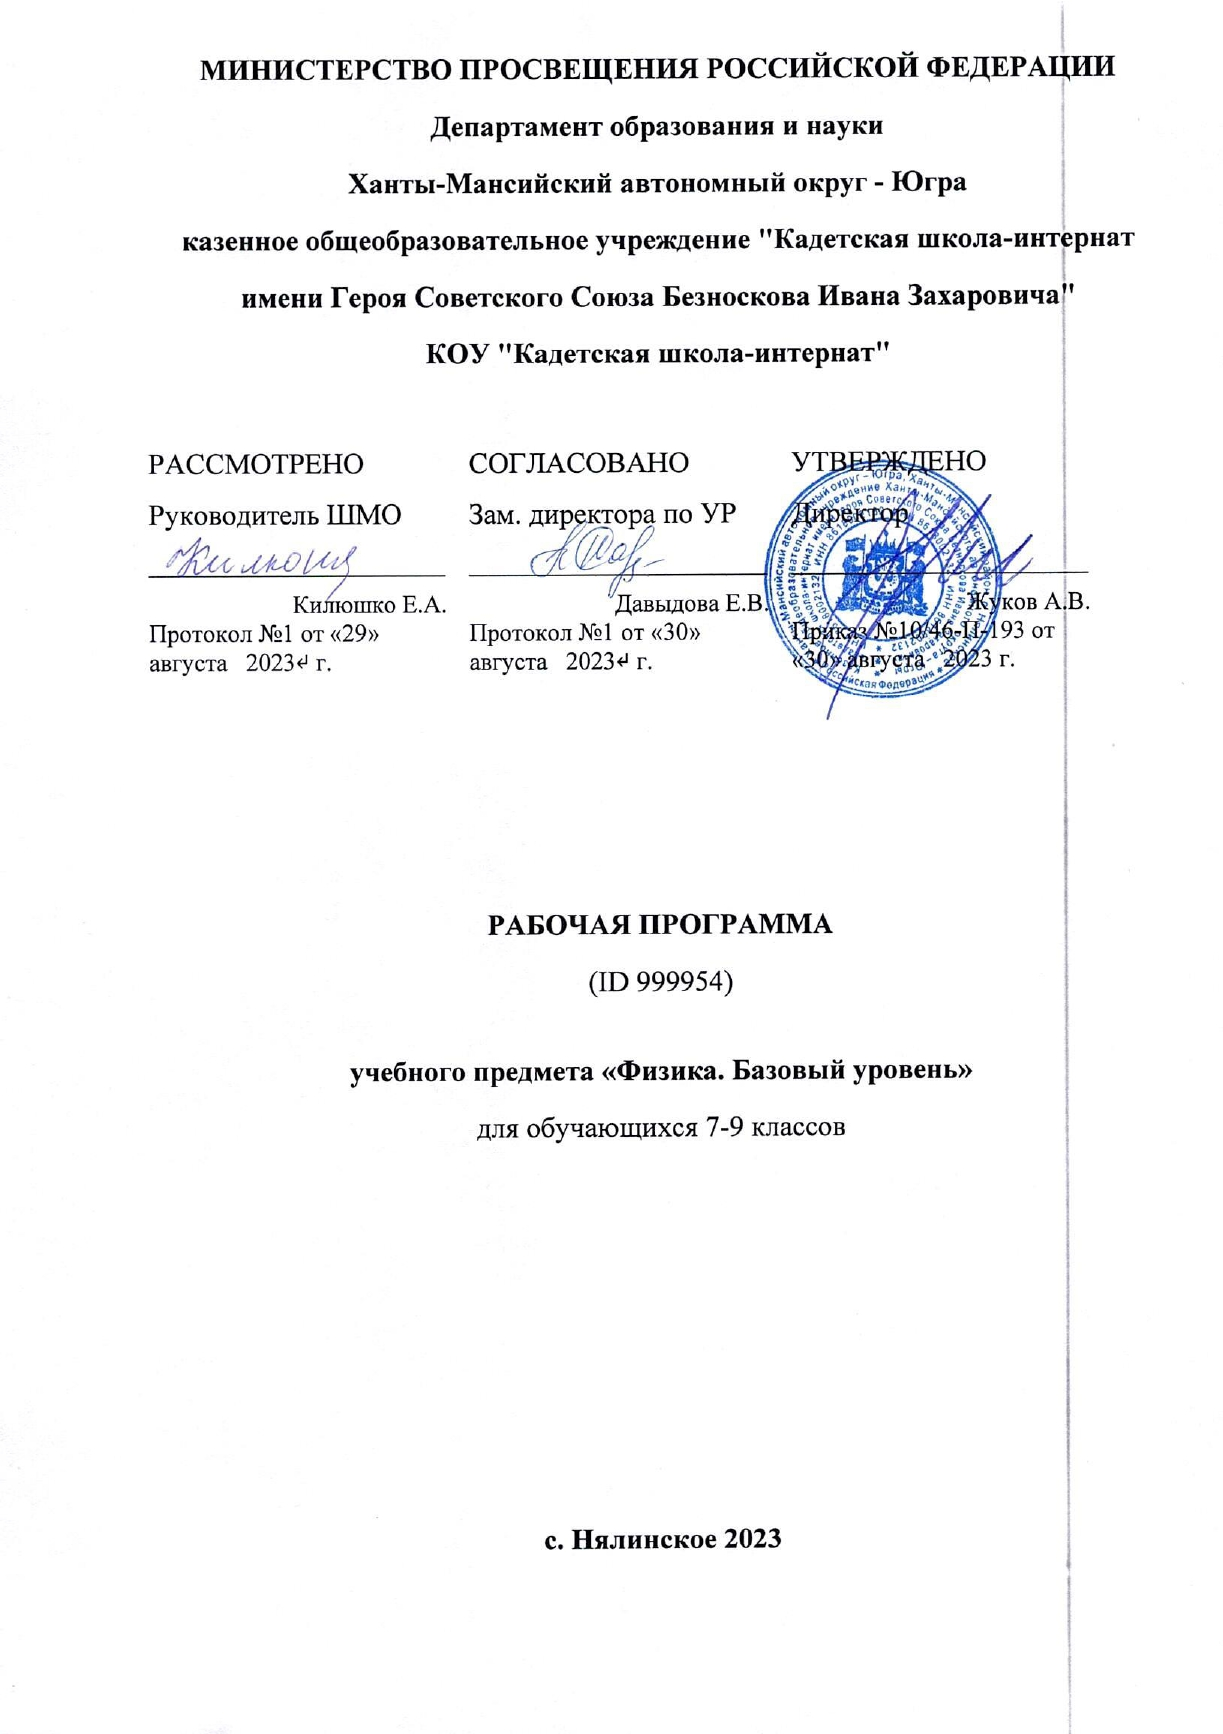 МИНИСТЕРСТВО ПРОСВЕЩЕНИЯ РОССИЙСКОЙ ФЕДЕРАЦИИ
Департамент образования и науки
Ханты-Мансийский автономный округ - Югра
казенное общеобразовательное учреждение "Кадетская школа-интернат
имени Героя Советского Союза Безноскова Ивана Захаровича"
КОУ "Кадетская школа-интернат"
РАССМОТРЕНО
Руководитель ШМО
Килюшко Е.А.
Протокол №1 от «29»
августа 2023↵ г.
СОГЛАСОВАНО
Зам. директора по УР
Давыдова Е.В.
Протокол №1 от «30»
августа 2023↵ г.
УТВЕРЖДЕНО
Директор
Жуков А.В.
Приказ №10/46-П-193 от
«30» августа 2023 г.
РАБОЧАЯ ПРОГРАММА
(ID 999954)
учебного предмета «Физика. Базовый уровень»
для обучающихся 7-9 классов
с. Нялинское 2023